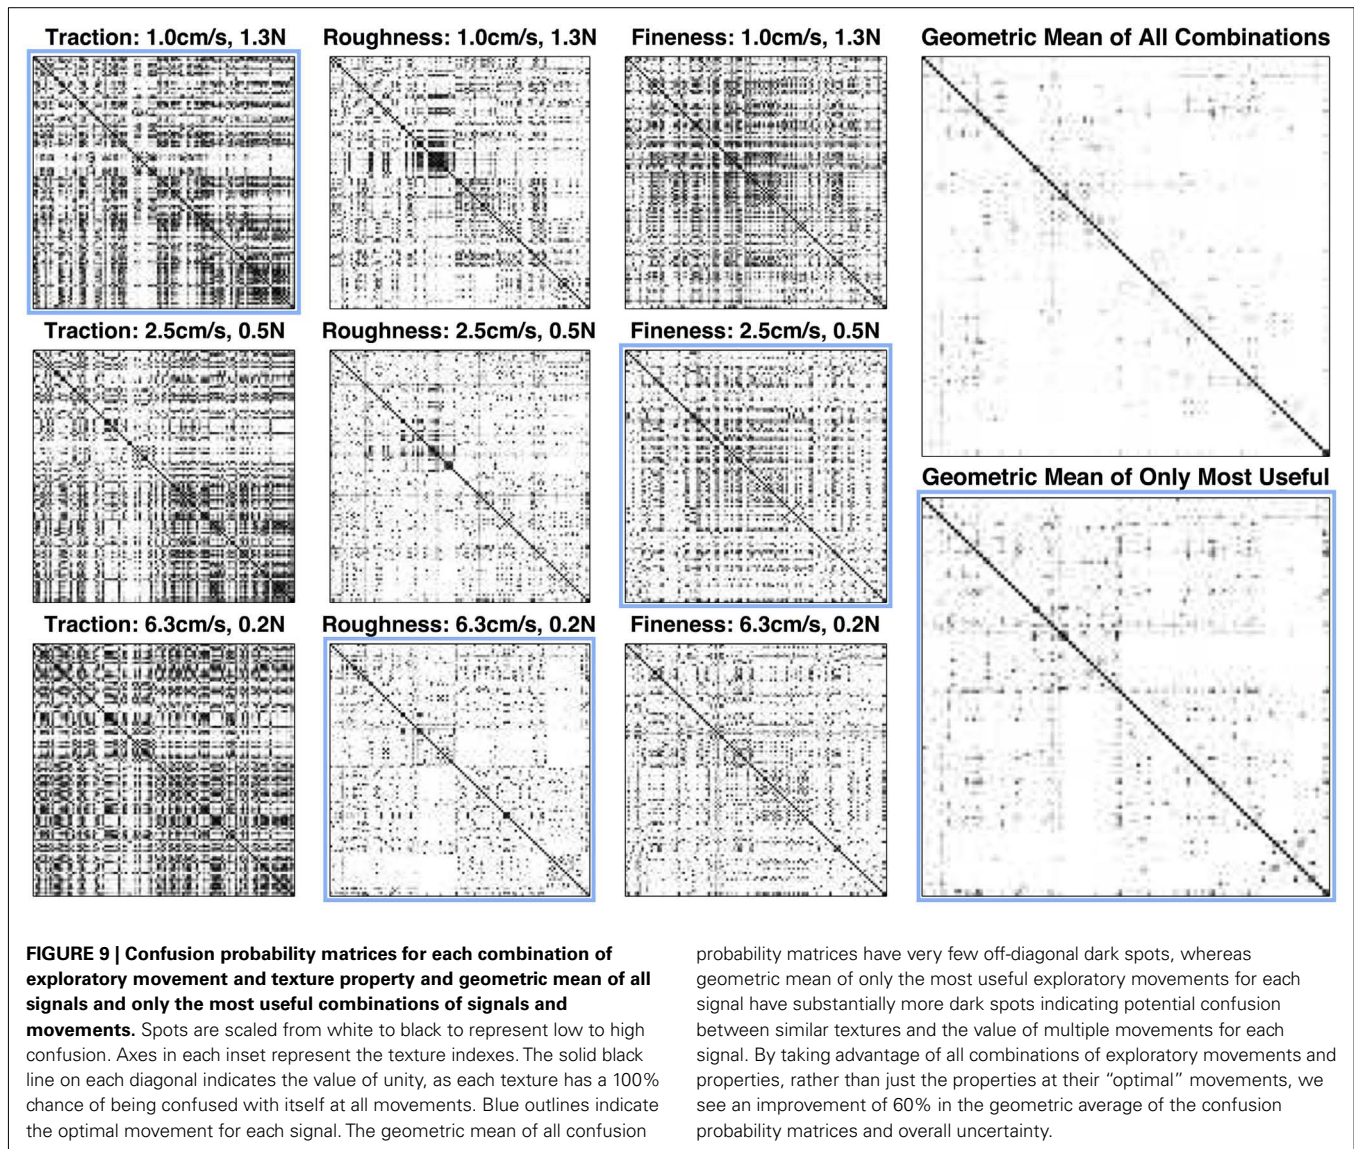 Traction: 1.0cm/s, 1.3N
Roughness: 1.0cm/s, 1.3N
Fineness: 1.0cm/s, 1.3N
Geometric Mean of All Combinations
Traction: 2.5cm/s, 0.5N
Roughness: 2.5cm/s, 0.5N
Fineness: 2.5cm/s, 0.5N
Geometric Mean of Only Most Useful
Traction: 6.3cm/s, 0.2N
Roughness: 6.3cm/s, 0.2N
Fineness: 6.3cm/s, 0.2N
FIGURE 9 | Confusion probability matrices for each combination of
exploratory movement and texture property and geometric mean of all
signals and only the most useful combinations of signals and
movements. Spots are scaled from white to black to represent low to high
confusion. Axes in each inset represent the texture indexes. The solid black
line on each diagonal indicates the value of unity, as each texture has a 100%
chance of being confused with itself at all movements. Blue outlines indicate
the optimal movement for each signal. The geometric mean of all confusion
probability matrices have very few off-diagonal dark spots, whereas
geometric mean of only the most useful exploratory movements for each
signal have substantially more dark spots indicating potential confusion
between similar textures and the value of multiple movements for each
signal. By taking advantage of all combinations of exploratory movements and
properties, rather than just the properties at their “optimal” movements, we
see an improvement of 60% in the geometric average of the confusion
probability matrices and overall uncertainty.